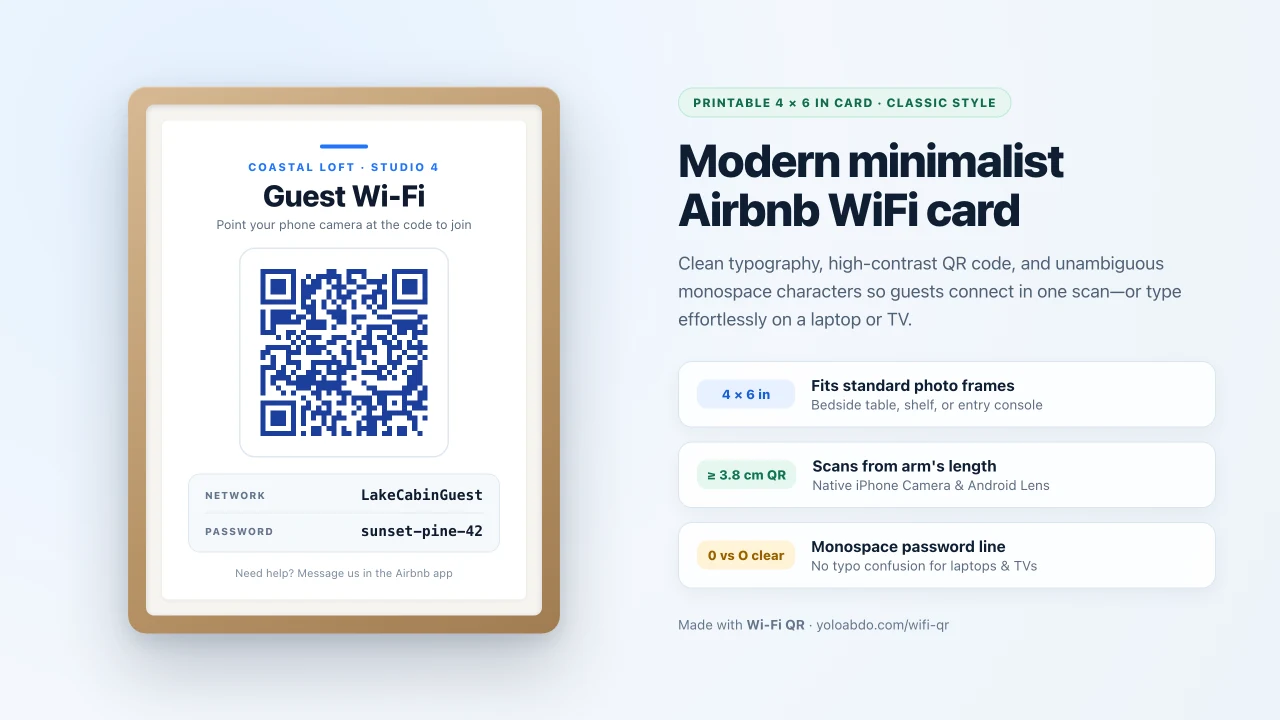 COASTAL LOFT · STUDIO 4
Guest Wi-Fi
Point your phone camera at the code to join
NETWORK LakeCabinGuest
PASSWORD sunset-pine-42
Need help? Message us in the Airbnb app
PRINTABLE 4 × 6 IN CARD · CLASSIC STYLE
Modern minimalist
Airbnb WiFi card
Clean typography, high-contrast QR code, and unambiguous
monospace characters so guests connect in one scan—or type
effortlessly on a laptop or TV.
4 × 6 in
Fits standard photo frames
Bedside table, shelf, or entry console
≥ 3.8 cm QR
Scans from arm's length
Native iPhone Camera & Android Lens
0 vs O clear
Monospace password line
No typo confusion for laptops & TVs
Made with Wi-Fi QR · yoloabdo.com/wifi-qr